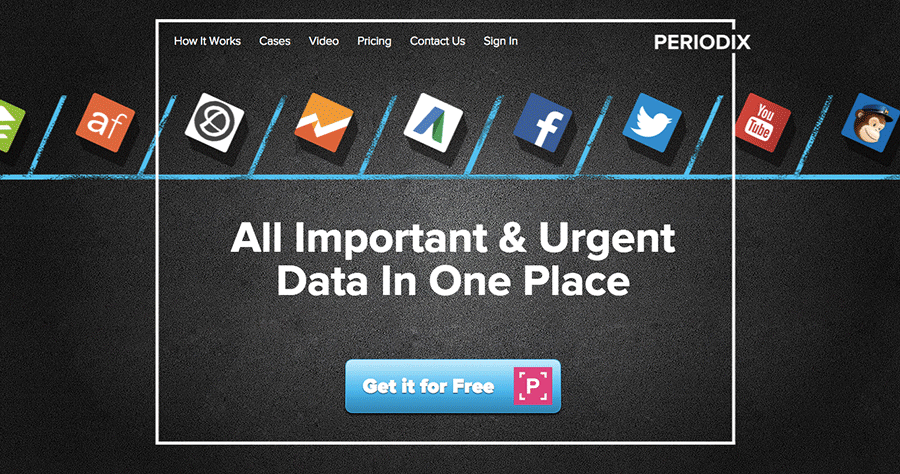 How It Works Cases Video Pricing Contact Us Sign In
PERIODIX
af
You
Tube
All Important & Urgent
Data In One Place
Get it for Free
P